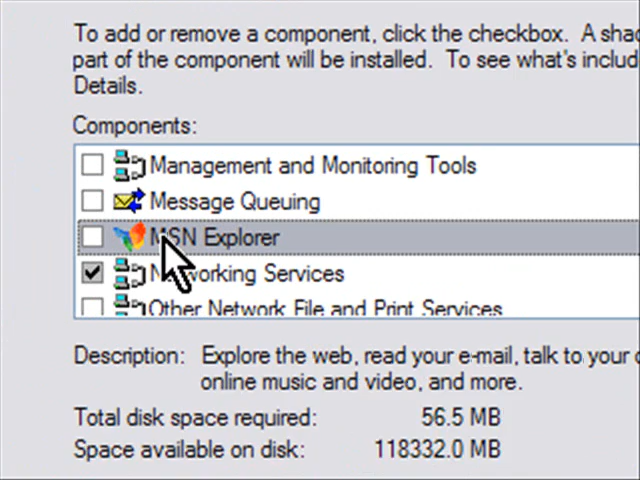 To add or remove a component, click the checkbox. A sha
part of the component will be installed. To see what's includ
Details.
Components:
Management and Monitoring Tools
Message Queuing
MSN Explorer
Networking Services
Other Network File and Print Services
Description: Explore the web, read your e-mail, talk to your
online music and video, and more.
Total disk space required: 56.5 MB
Space available on disk: 118332.0 MB